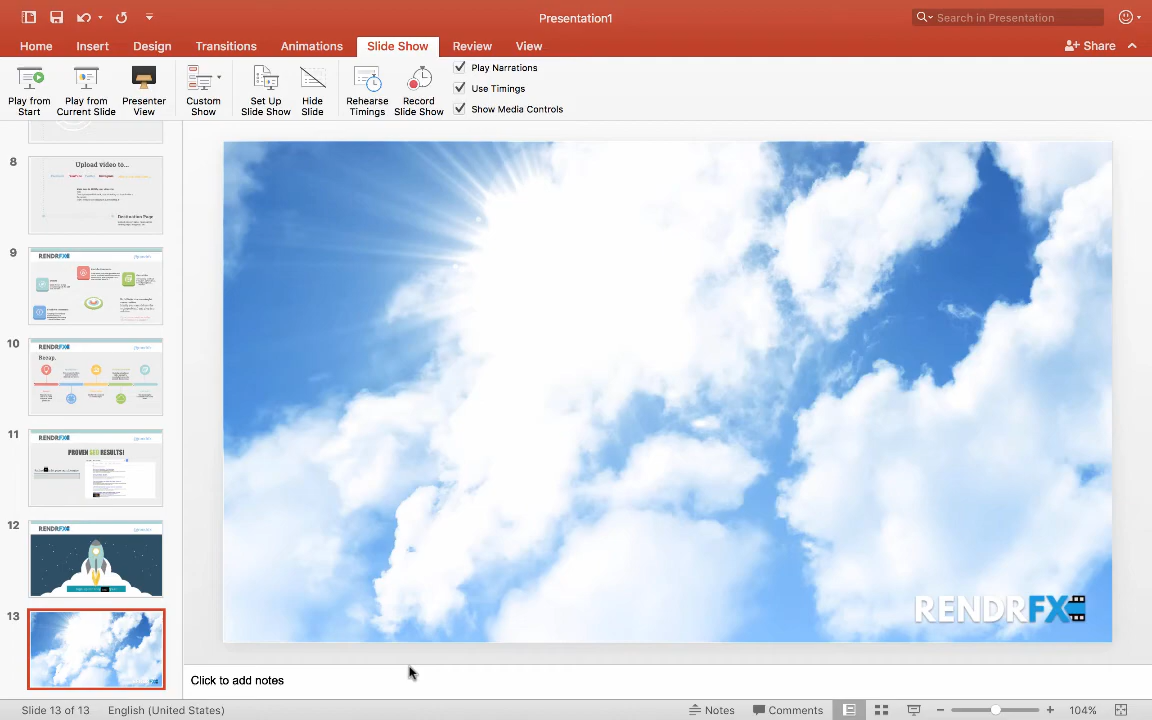 Presentation1
Search in Presentation
Home Insert Design Transitions Animations Slide Show Review View Share
Play from Start
Play from Current Slide
Presenter View
Custom Show
Set Up Slide Show
Hide Slide
Rehearse Timings
Record Slide Show
Play Narrations
Use Timings
Show Media Controls
8
Upload video to...
Destination Page
9
RENDRFX
10
RENDRFX
Recap.
11
RENDRFX
PROVEN SEO RESULTS!
12
RENDRFX
13
RENDRFX
Click to add notes
Slide 13 of 13 English (United States) Notes Comments 104%